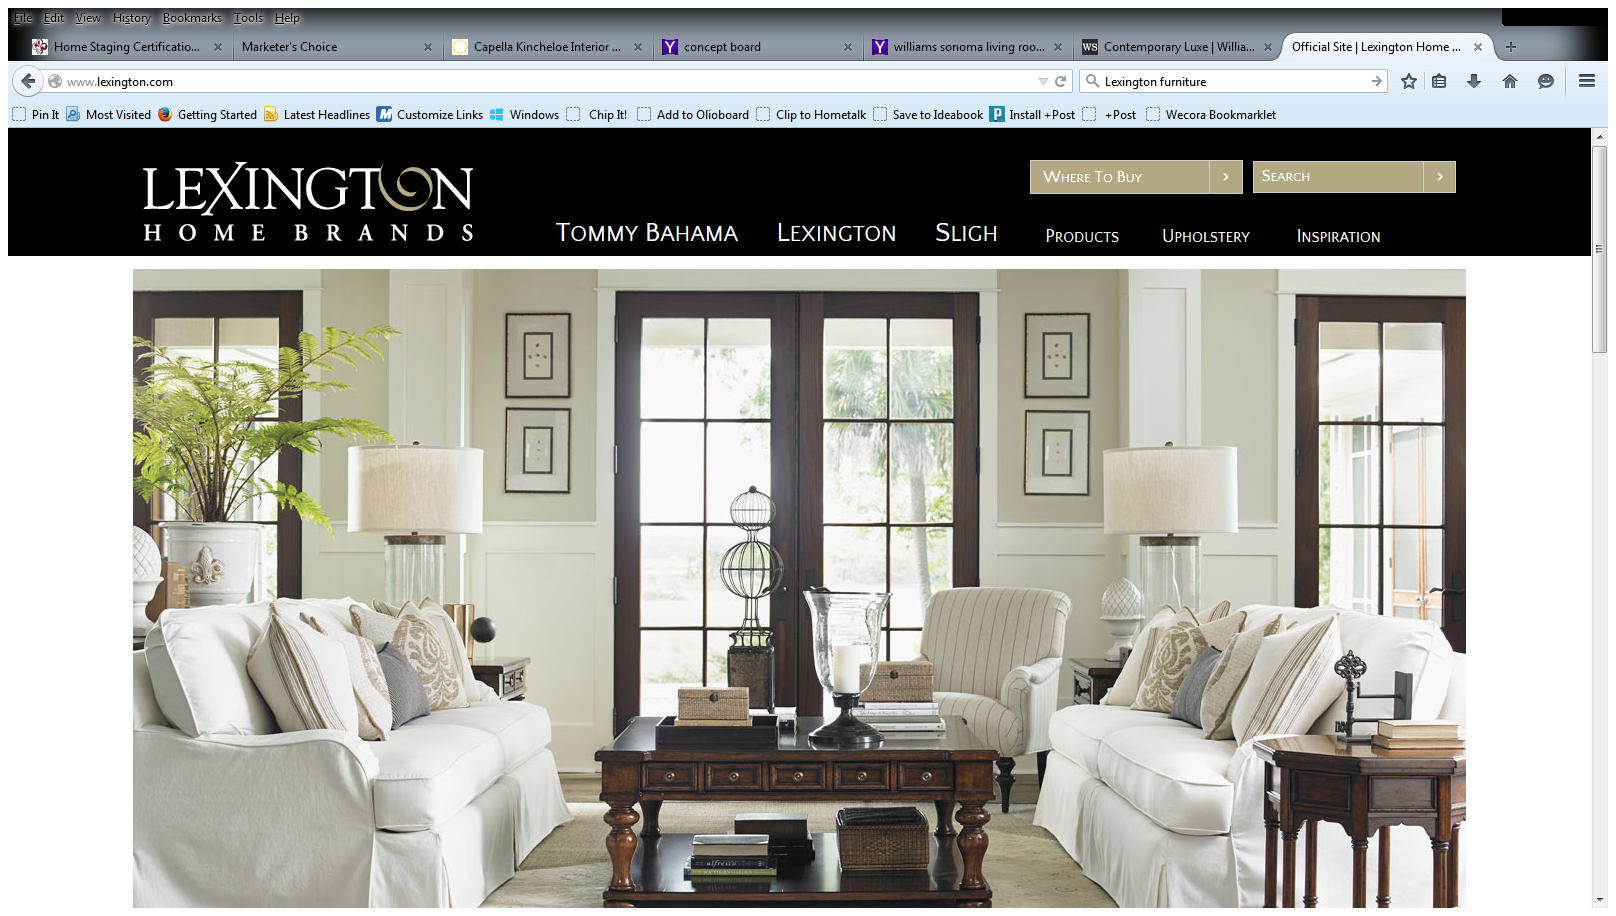 File Edit View History Bookmarks Tools Help
Home Staging Certificatio... Marketer's Choice Capella Kincheloe Interior ... concept board williams sonoma living roo... WS Contemporary Luxe | Willia... Official Site | Lexington Home ...
www.lexington.com Lexington furniture
Pin It Most Visited Getting Started Latest Headlines Customize Links Windows Chip It! Add to Olioboard Clip to Hometalk Save to Ideabook Install +Post +Post Wecora Bookmarklet
LEXINGTON
HOME BRANDS
WHERE TO BUY SEARCH
TOMMY BAHAMA LEXINGTON SLIGH PRODUCTS UPHOLSTERY INSPIRATION
alfresco